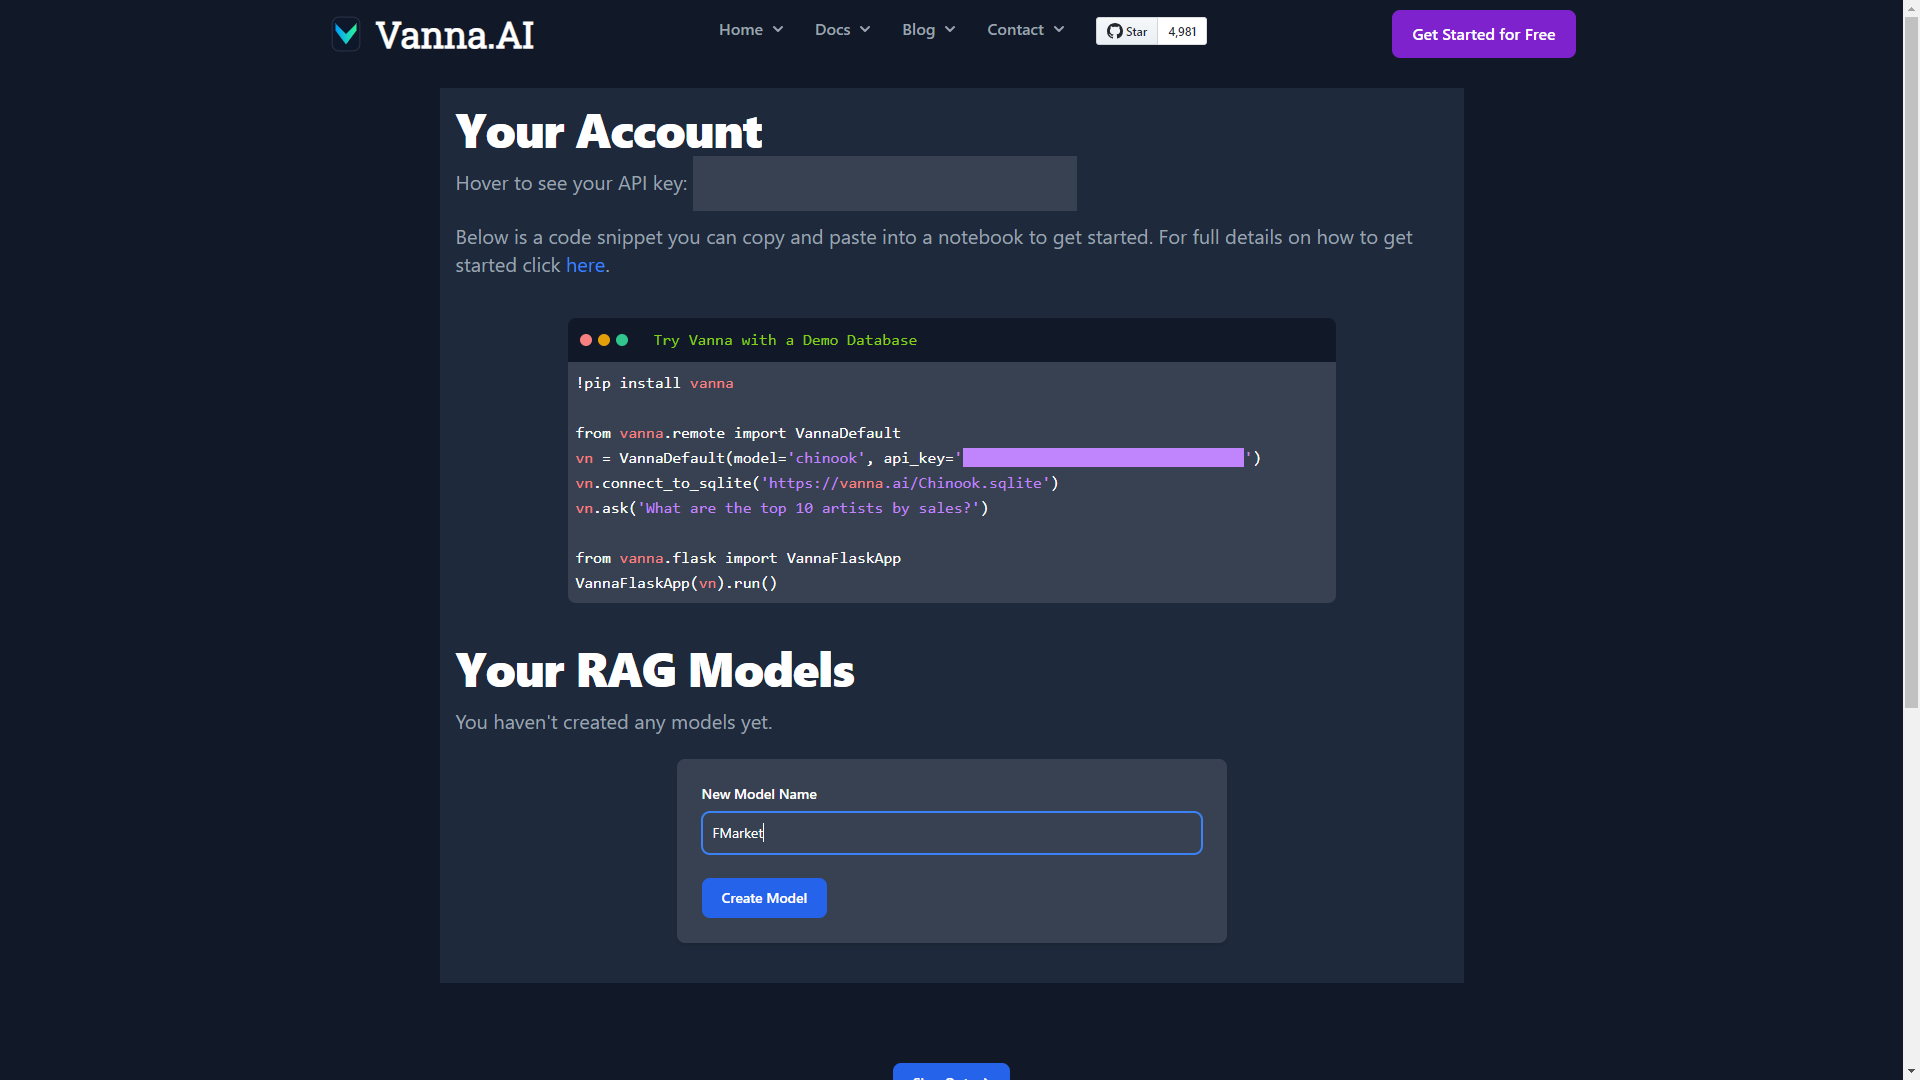 Vanna.AI
Home Docs Blog Contact Star 4,981 Get Started for Free
Your Account
Hover to see your API key:
Below is a code snippet you can copy and paste into a notebook to get started. For full details on how to get
started click here.
Try Vanna with a Demo Database
!pip install vanna
from vanna.remote import VannaDefault
vn = VannaDefault(model='chinook', api_key=' ')
vn.connect_to_sqlite('https://vanna.ai/Chinook.sqlite')
vn.ask('What are the top 10 artists by sales?')
from vanna.flask import VannaFlaskApp
VannaFlaskApp(vn).run()
Your RAG Models
You haven't created any models yet.
New Model Name
FMarket
Create Model